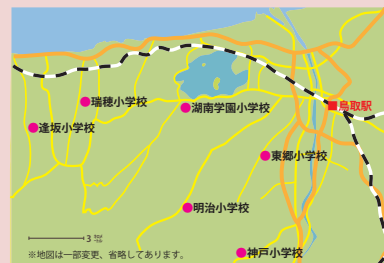 瑞穂小学校
湖南学園小学校
鳥取駅
逢坂小学校
東郷小学校
明治小学校
3
※地図は一部変更、省略してあります。
神戸小学校